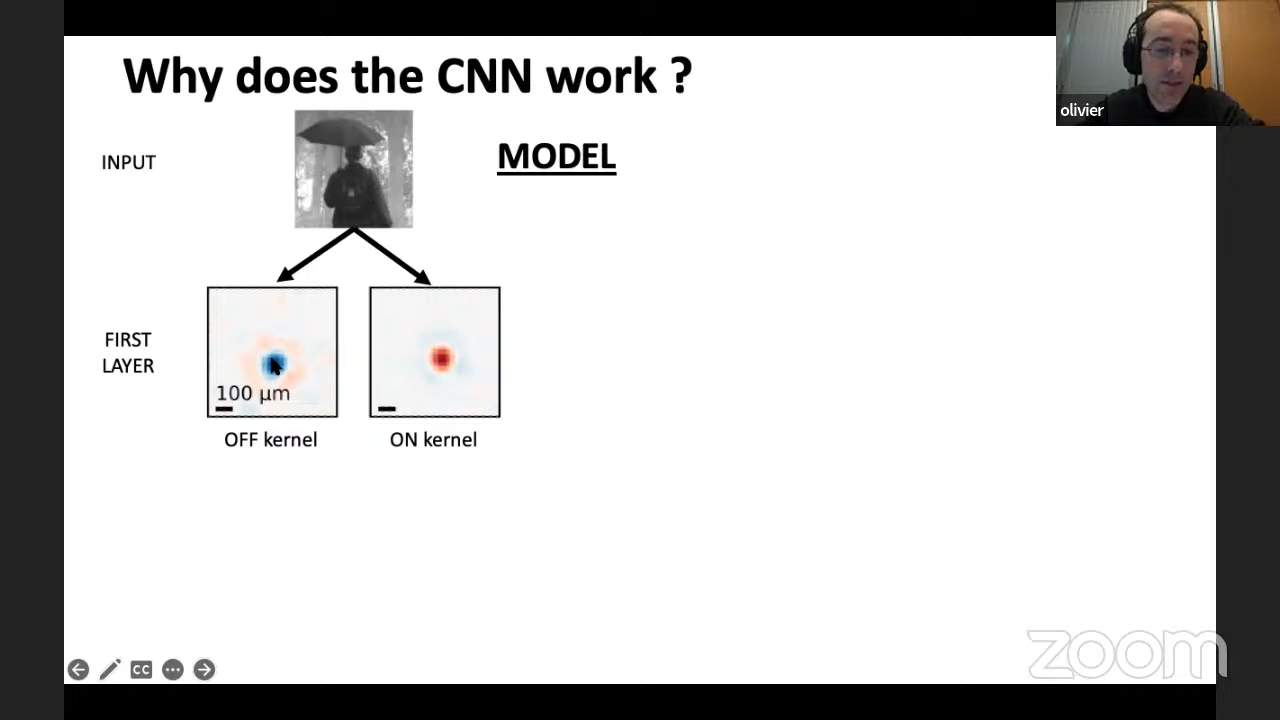 Why does the CNN work ?
olivier
INPUT
MODEL
FIRST
LAYER
100 µm
OFF kernel
ON kernel
CC
zoom